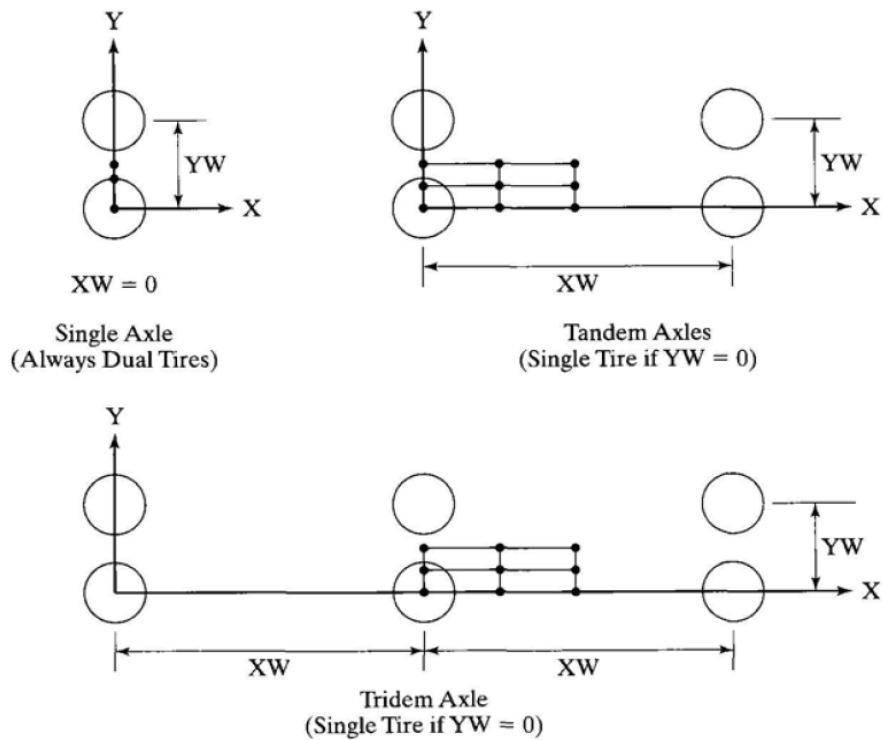 Y
YW
X
XW = 0
Single Axle
(Always Dual Tires)
Y
YW
X
XW
Tandem Axles
(Single Tire if YW = 0)
Y
YW
X
XW
XW
Tridem Axle
(Single Tire if YW = 0)